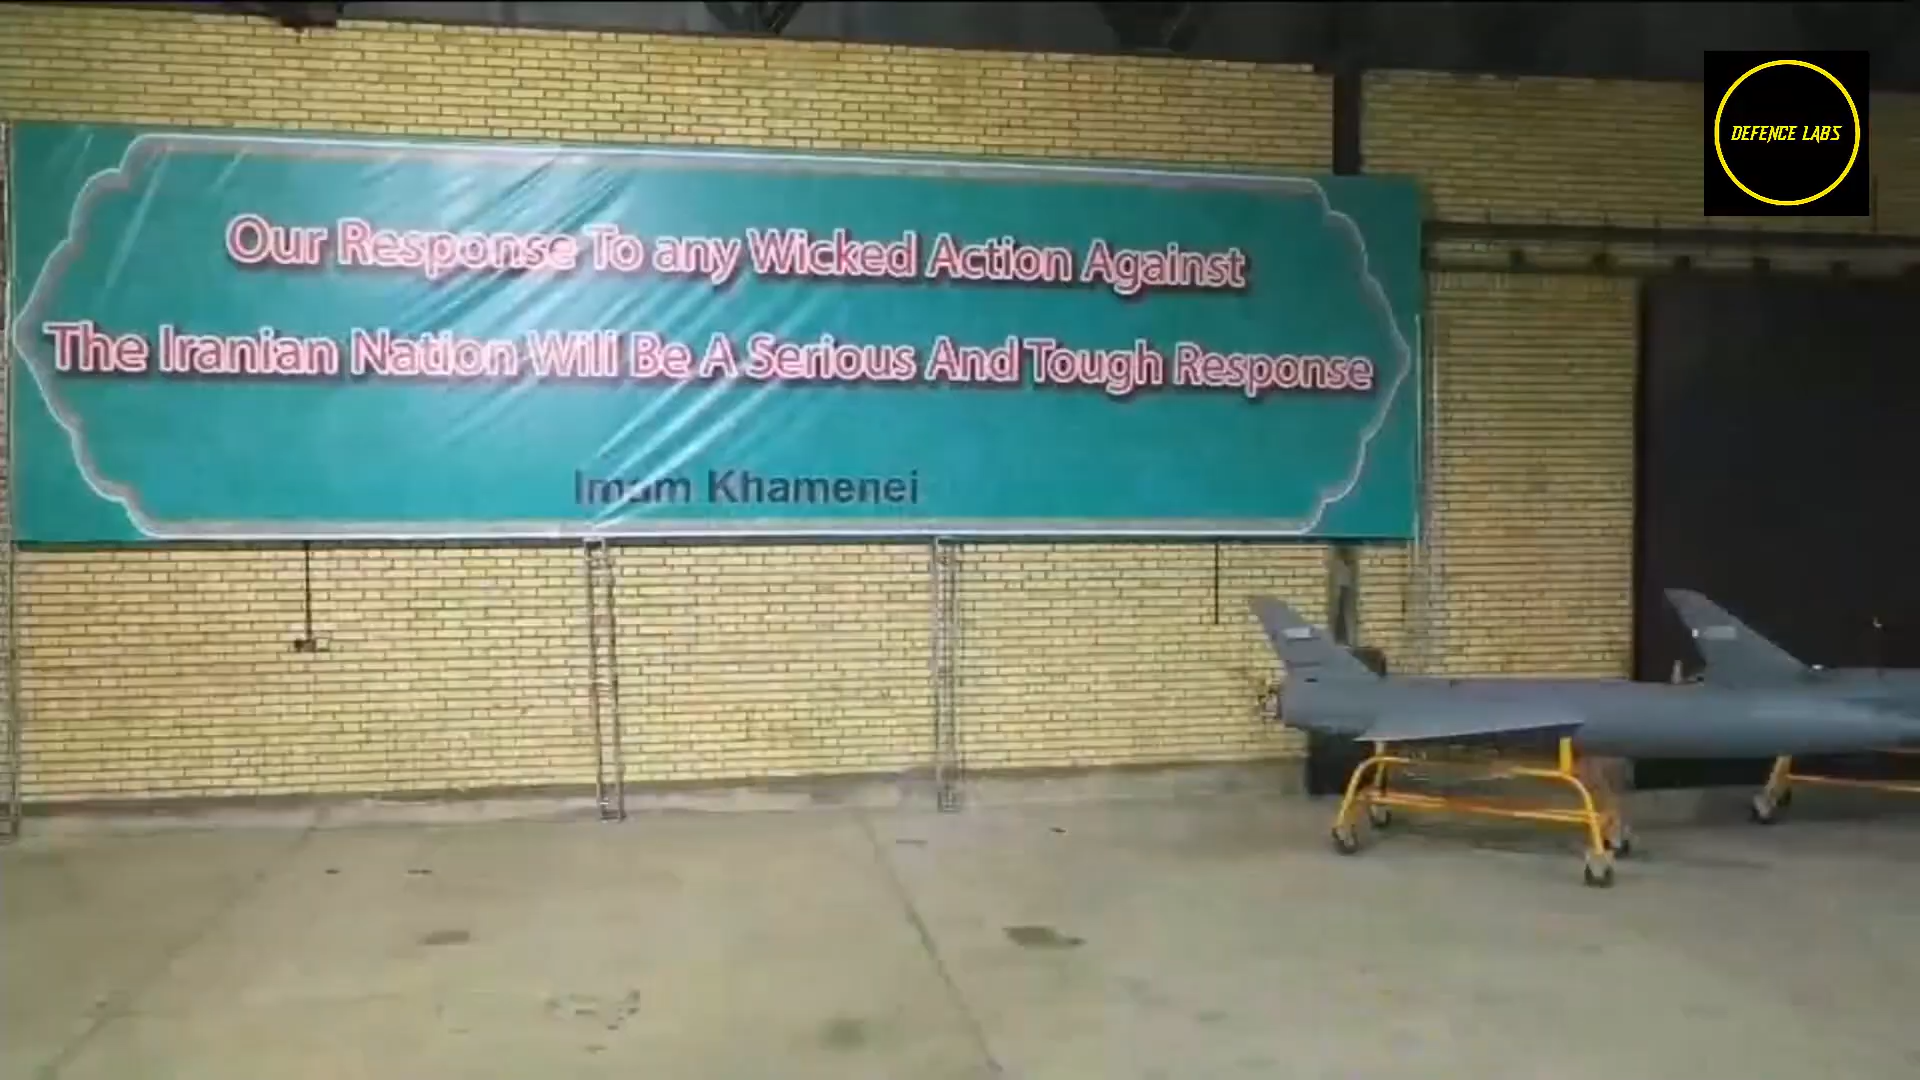 DEFENCE LABS
Our Response To any Wicked Action Against
The Iranian Nation Will Be A Serious And Tough Response
Imam Khamenei